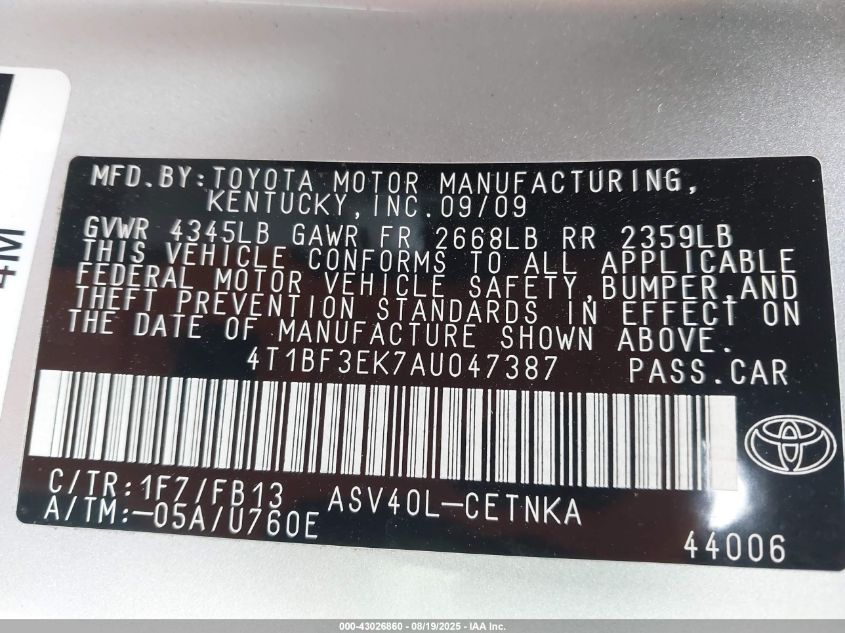 4M
MFD.BY:TOYOTA MOTOR MANUFACTURING,
KENTUCKY, INC.09/09
GVWR 4345LB GAWR FR 2668LB RR 2359LB
THIS VEHICLE CONFORMS TO ALL APPLICABLE
FEDERAL MOTOR VEHICLE SAFETY,BUMPER,AND
THEFT PREVENTION STANDARDS IN EFFECT ON
THE DATE OF MANUFACTURE SHOWN ABOVE.
4T1BF3EK7AU047387 PASS.CAR
C/TR:1F7/FB13 ASV40L-CETNKA
A/TM:-05A/U760E
44006
000-43026860 - 08/19/2025 - IAA Inc.